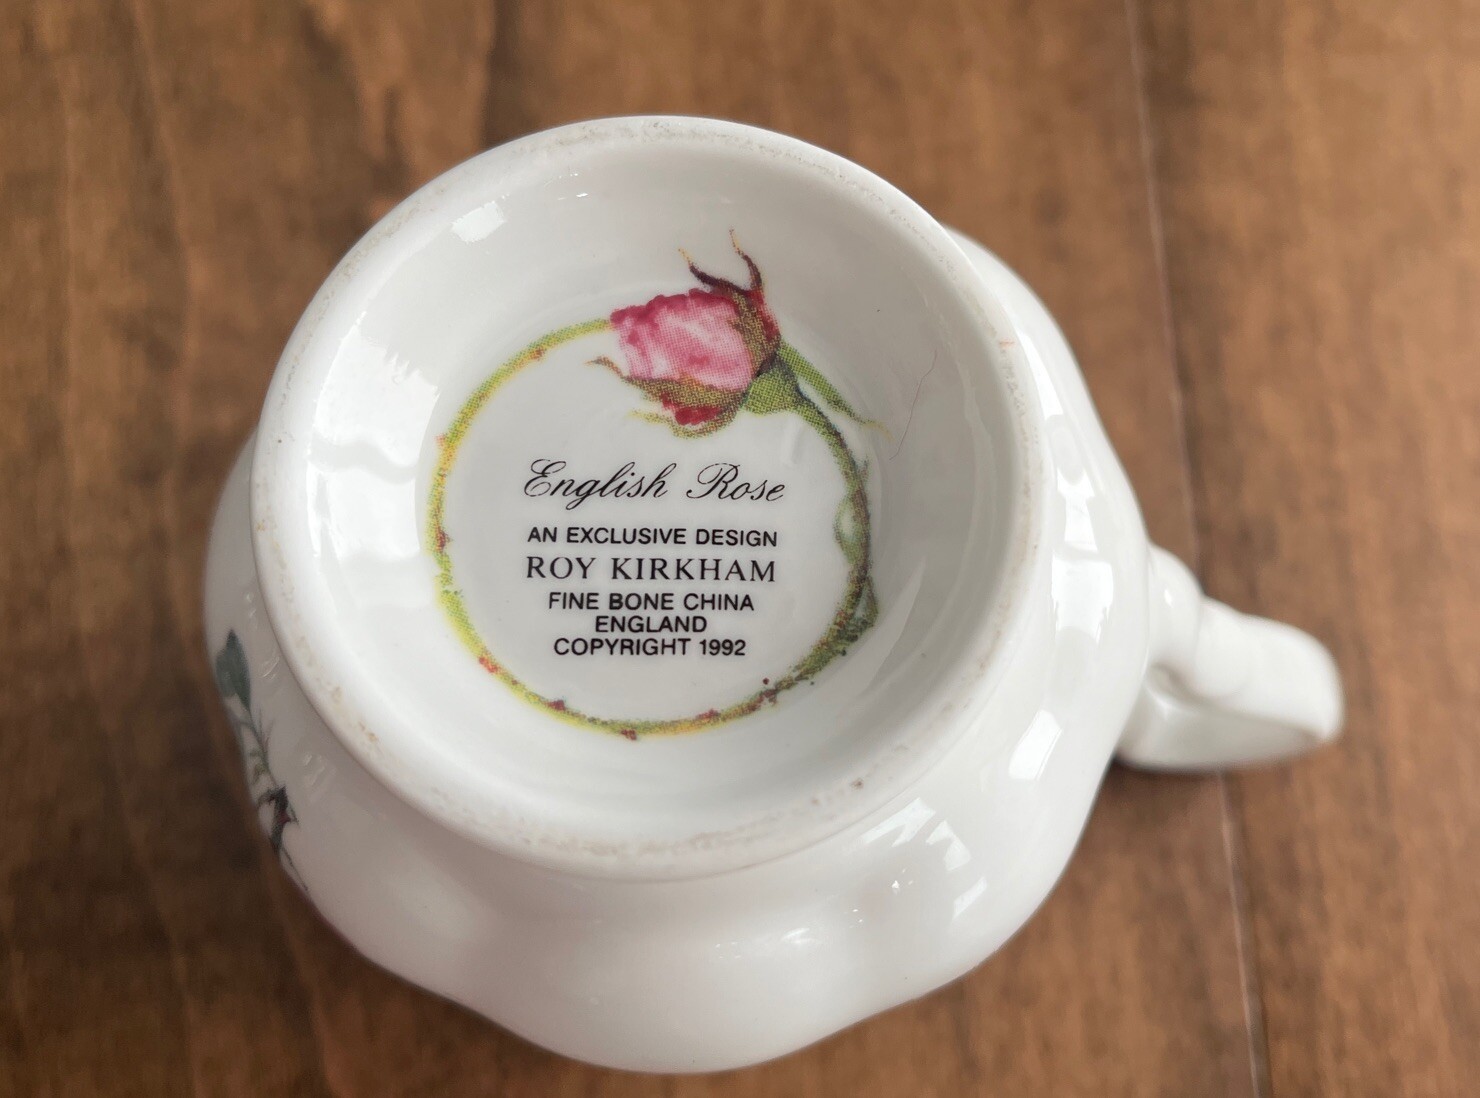 English Rose
AN EXCLUSIVE DESIGN
ROY KIRKHAM
FINE BONE CHINA
ENGLAND
COPYRIGHT 1992